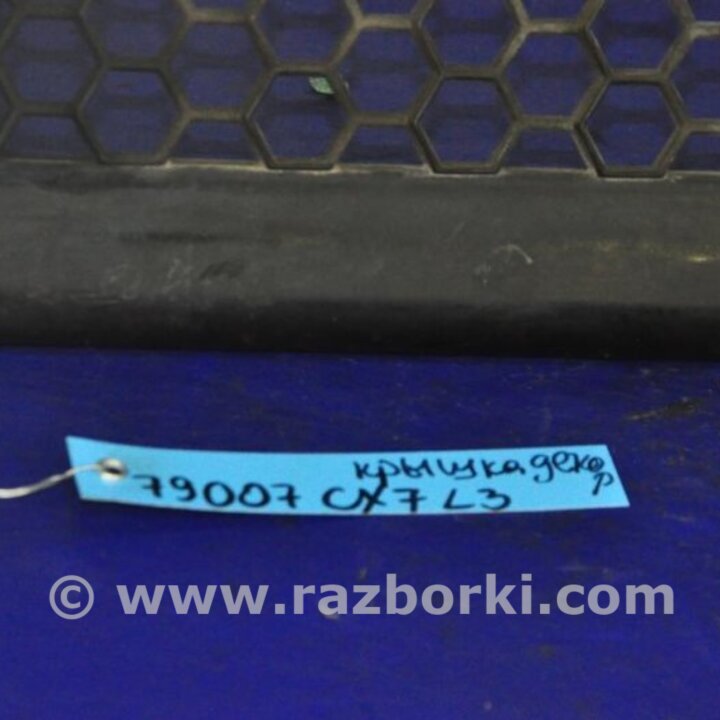 крышка декор
79007 CX7 L3
© www.razborki.com